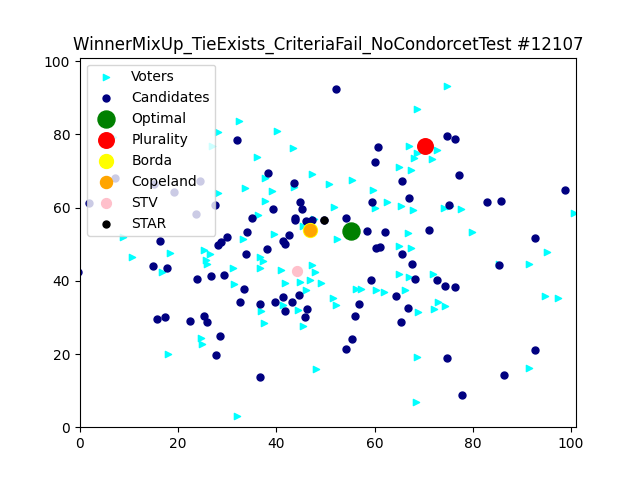 WinnerMixUp_TieExists_CriteriaFail_NoCondorcetTest #12107
100
80
60
40
20
0
Voters
Candidates
Optimal
Plurality
Borda
Copeland
STV
STAR
0 20 40 60 80 100